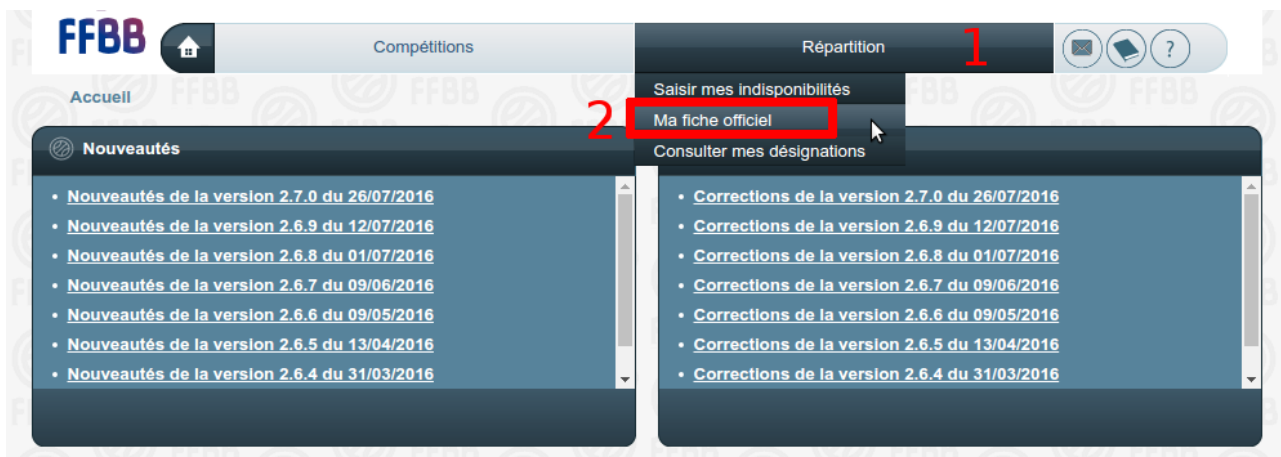 FFBB
Compétitions
Répartition
1
?
Accueil
Saisir mes indisponibilités
2
Ma fiche officiel
Nouveautés
Consulter mes désignations
Nouveautés de la version 2.7.0 du 26/07/2016
Nouveautés de la version 2.6.9 du 12/07/2016
Nouveautés de la version 2.6.8 du 01/07/2016
Nouveautés de la version 2.6.7 du 09/06/2016
Nouveautés de la version 2.6.6 du 09/05/2016
Nouveautés de la version 2.6.5 du 13/04/2016
Nouveautés de la version 2.6.4 du 31/03/2016
Corrections de la version 2.7.0 du 26/07/2016
Corrections de la version 2.6.9 du 12/07/2016
Corrections de la version 2.6.8 du 01/07/2016
Corrections de la version 2.6.7 du 09/06/2016
Corrections de la version 2.6.6 du 09/05/2016
Corrections de la version 2.6.5 du 13/04/2016
Corrections de la version 2.6.4 du 31/03/2016